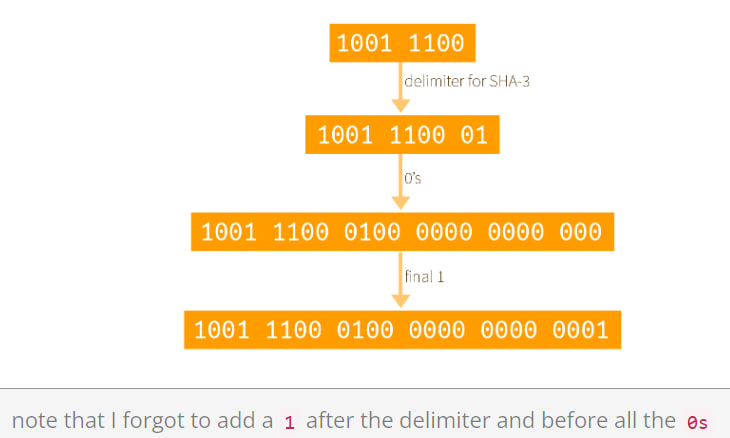 1001 1100
delimiter for SHA-3
1001 1100 01
0's
1001 1100 0100 0000 0000 000
final 1
1001 1100 0100 0000 0000 0001
note that I forgot to add a 1 after the delimiter and before all the 0s